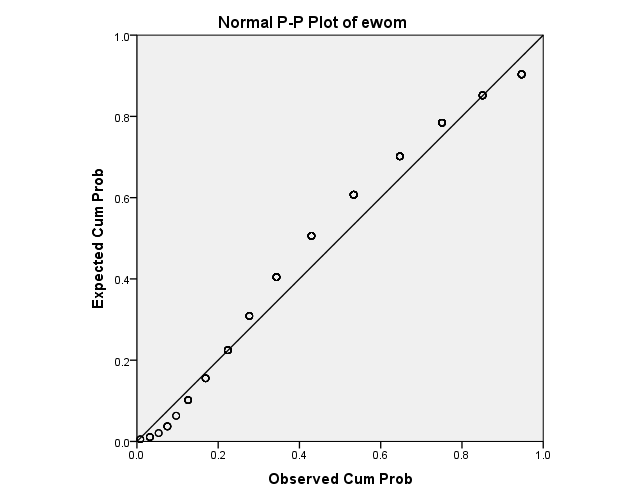 Normal P-P Plot of ewom
1.0
0.8
0.6
0.4
0.2
0.0
Expected Cum Prob
0.0 0.2 0.4 0.6 0.8 1.0
Observed Cum Prob